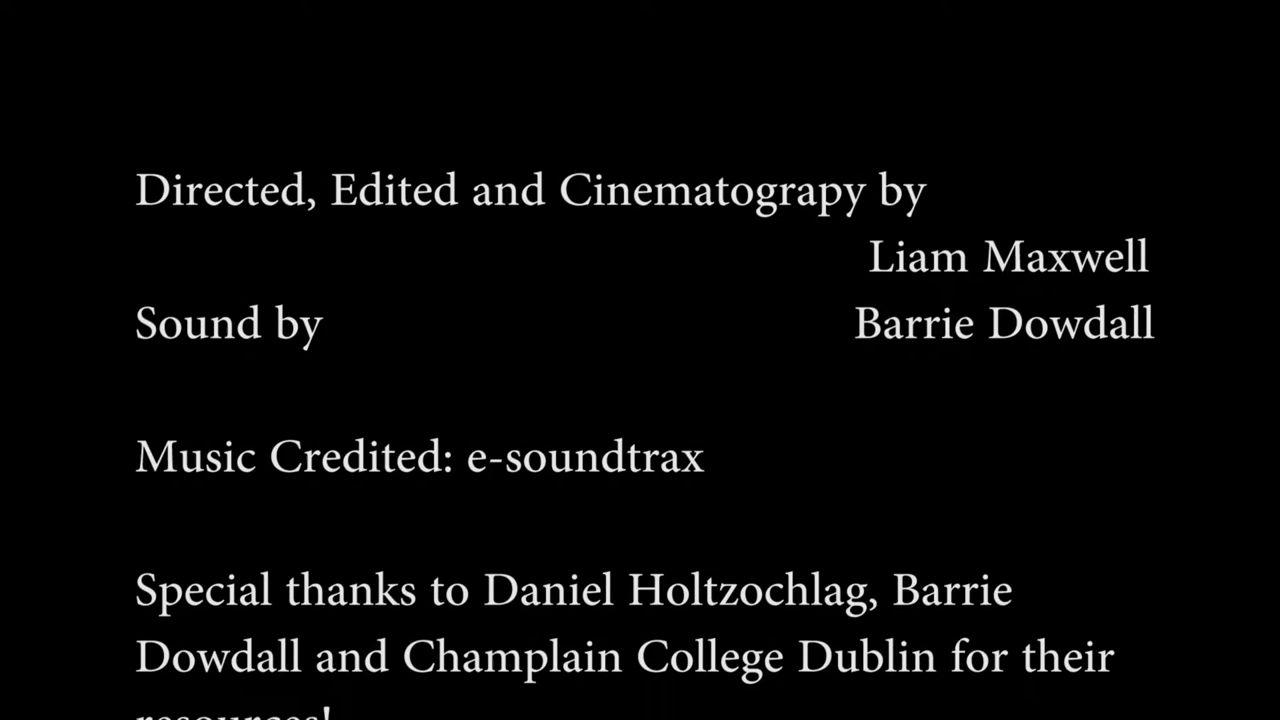 Directed, Edited and Cinematograpy by
Liam Maxwell
Sound by Barrie Dowdall
Music Credited: e-soundtrax
Special thanks to Daniel Holtzochlag, Barrie
Dowdall and Champlain College Dublin for their
resources!